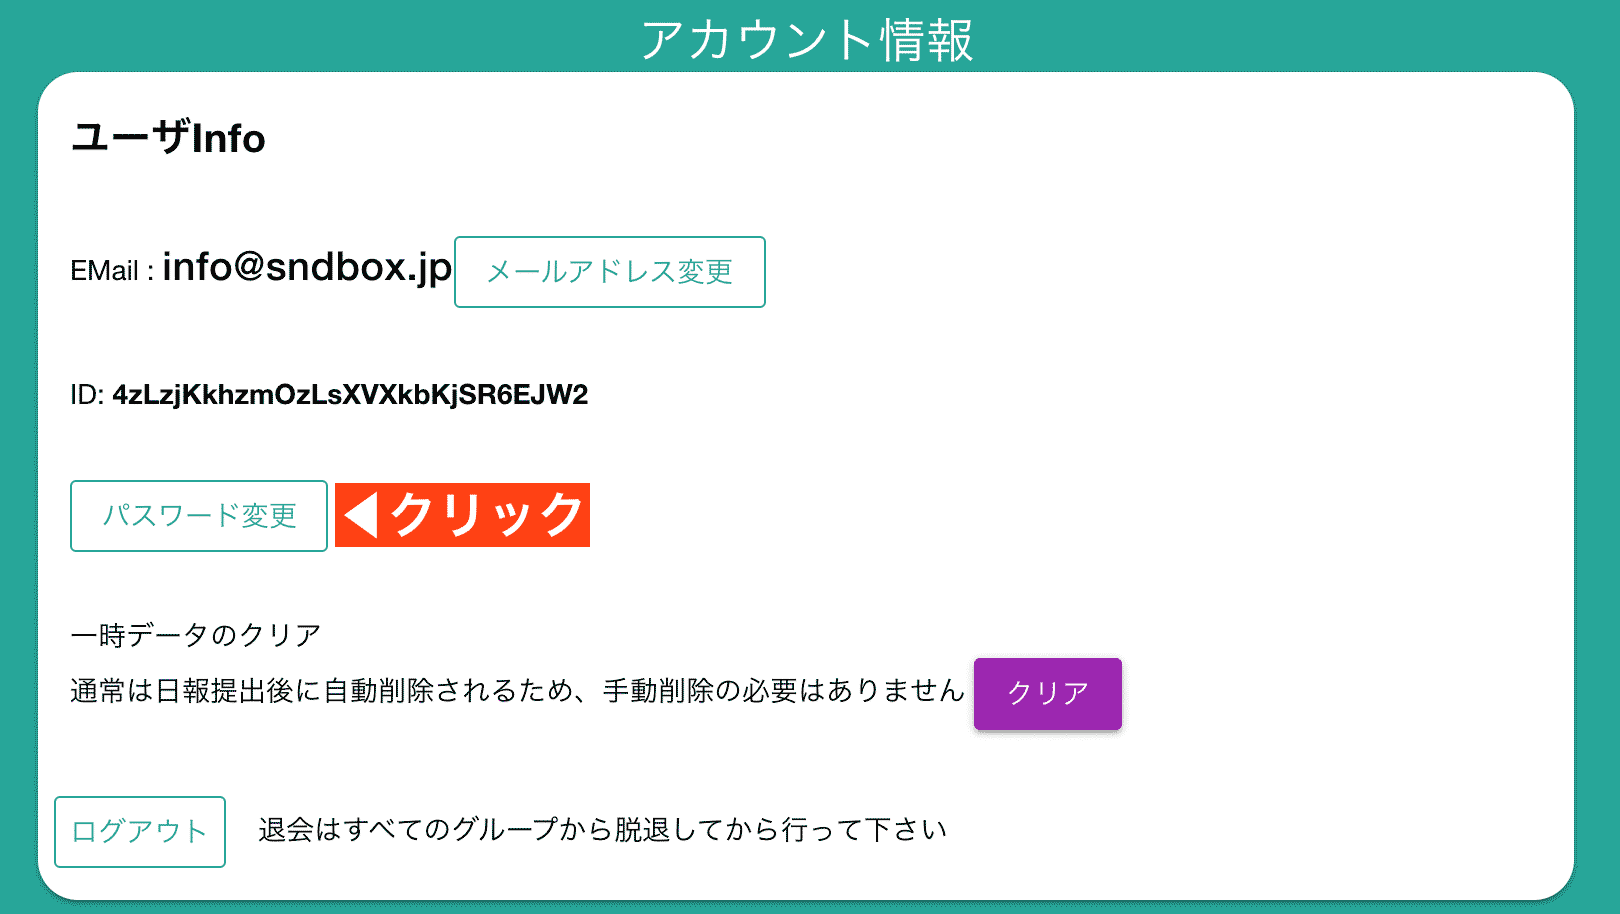 アカウント情報
ユーザInfo
EMail : info@sndbox.jp メールアドレス変更
ID: 4zLzjKkhzmOzLsXVXkbKjSR6EJW2
パスワード変更 ◀クリック
一時データのクリア
通常は日報提出後に自動削除されるため、手動削除の必要はありません クリア
ログアウト 退会はすべてのグループから脱退してから行って下さい